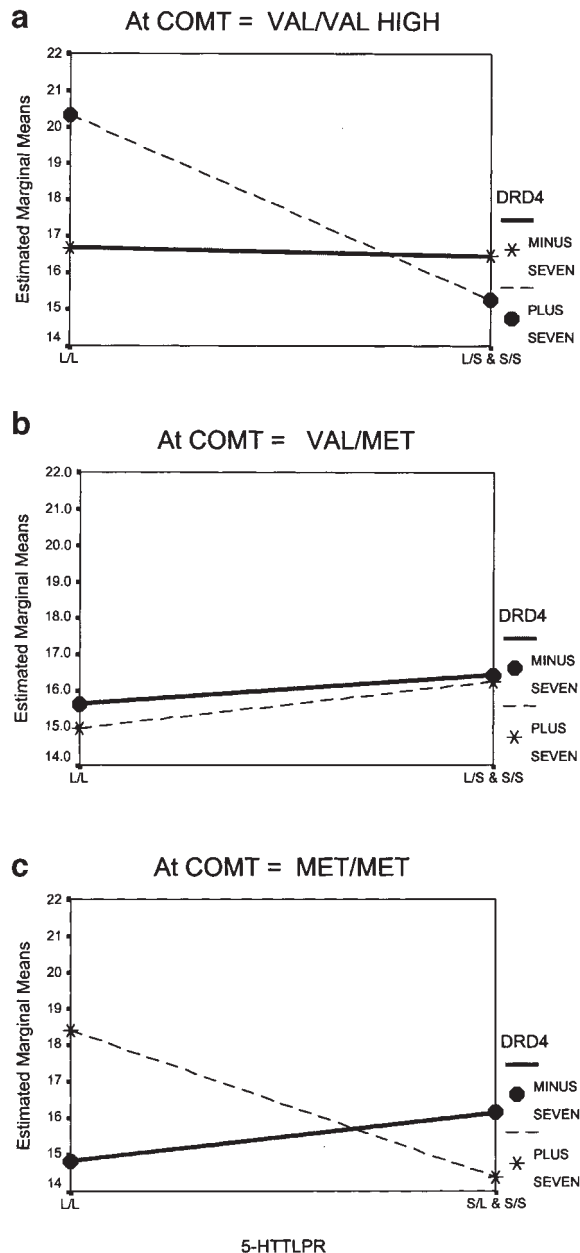 a
At COMT = VAL/VAL HIGH
22
21
20
19
18
17
16
15
14
Estimated Marginal Means
L/L
L/S & S/S
DRD4
MINUS
SEVEN
PLUS
SEVEN
b
At COMT = VAL/MET
22.0
21.0
20.0
19.0
18.0
17.0
16.0
15.0
14.0
Estimated Marginal Means
L/L
L/S & S/S
DRD4
MINUS
SEVEN
PLUS
SEVEN
c
At COMT = MET/MET
22
21
20
19
18
17
16
15
14
Estimated Marginal Means
L/L
S/L & S/S
DRD4
MINUS
SEVEN
PLUS
SEVEN
5-HTTLPR